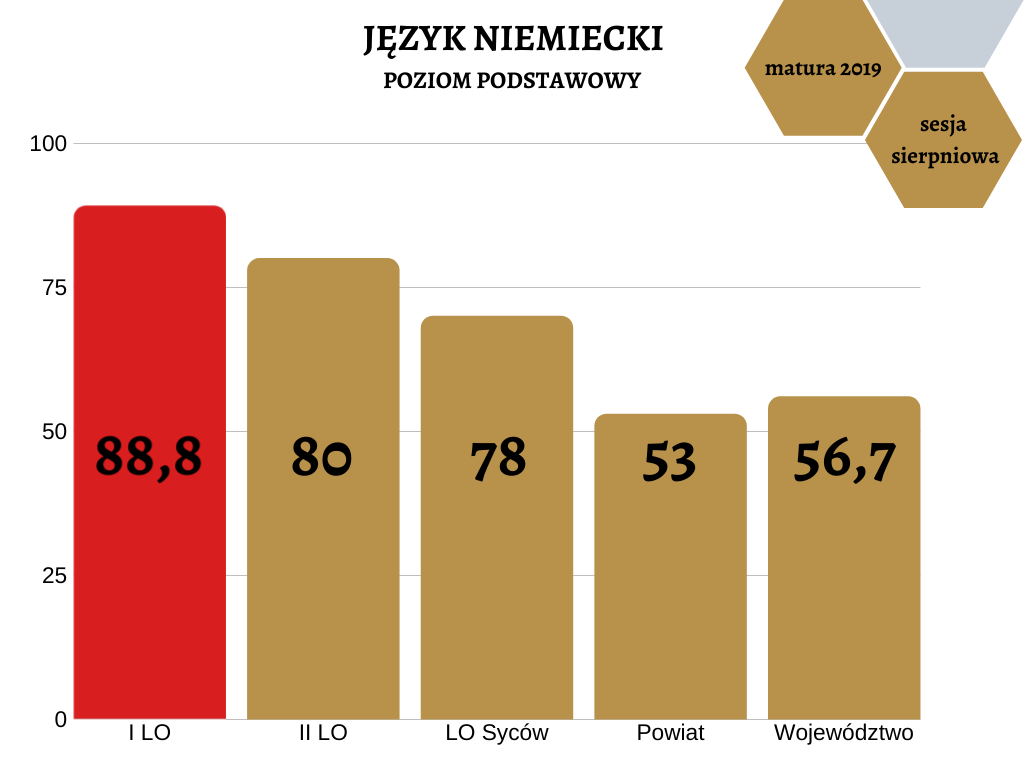 JĘZYK NIEMIECKI
POZIOM PODSTAWOWY
matura 2019
sesja
sierpniowa
100
75
50
25
0
88,8
80
78
53
56,7
I LO
II LO
LO Syców
Powiat
Województwo